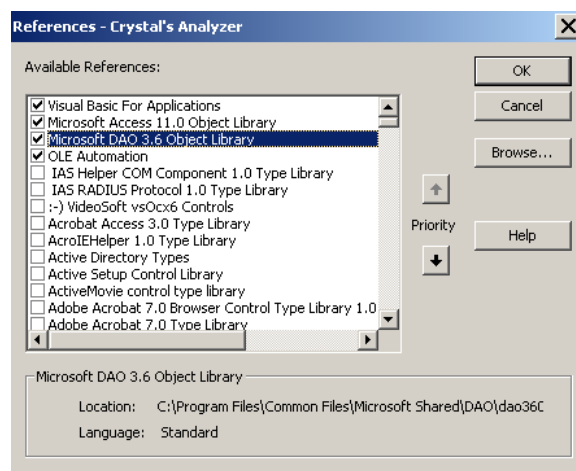 References - Crystal's Analyzer
Available References:
Visual Basic For Applications
Microsoft Access 11.0 Object Library
Microsoft DAO 3.6 Object Library
OLE Automation
IAS Helper COM Component 1.0 Type Library
IAS RADIUS Protocol 1.0 Type Library
:-) VideoSoft vsOcx6 Controls
Acrobat Access 3.0 Type Library
AcroIEHelper 1.0 Type Library
Active Directory Types
Active Setup Control Library
ActiveMovie control type library
Adobe Acrobat 7.0 Browser Control Type Library 1.0
Adobe Acrobat 7.0 Type Library
OK
Cancel
Browse...
Priority
Help
Microsoft DAO 3.6 Object Library
Location: C:\Program Files\Common Files\Microsoft Shared\DAO\dao360
Language: Standard